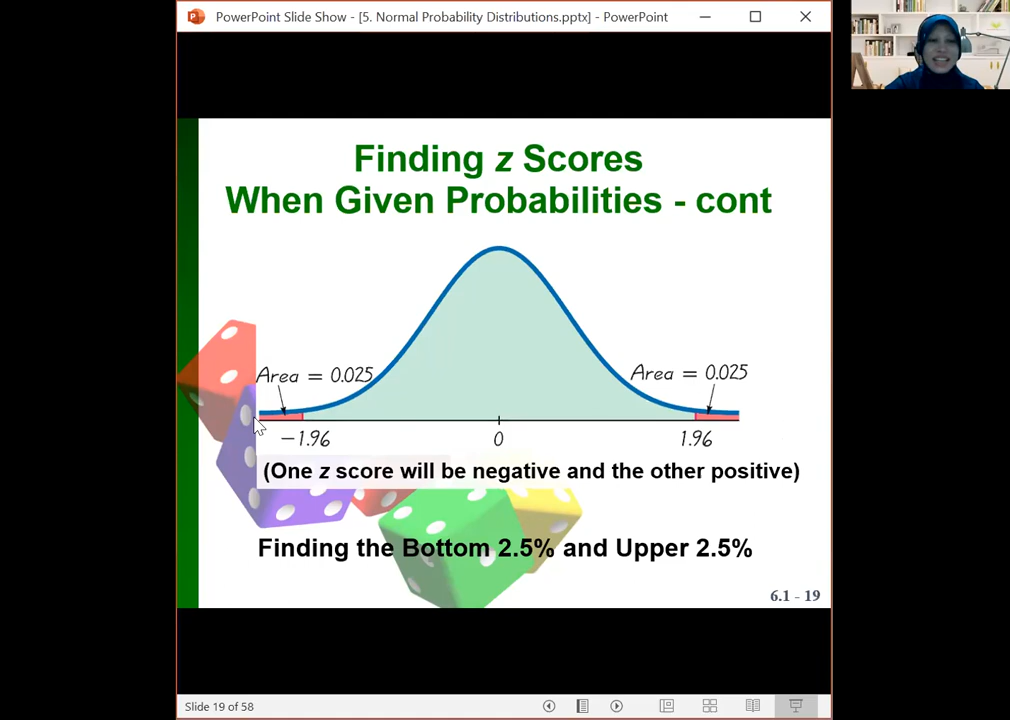 PowerPoint Slide Show - [5. Normal Probability Distributions.pptx] - PowerPoint
Finding z Scores
When Given Probabilities - cont
Area = 0.025
Area = 0.025
−1.96
0
1.96
(One z score will be negative and the other positive)
Finding the Bottom 2.5% and Upper 2.5%
6.1 - 19
Slide 19 of 58